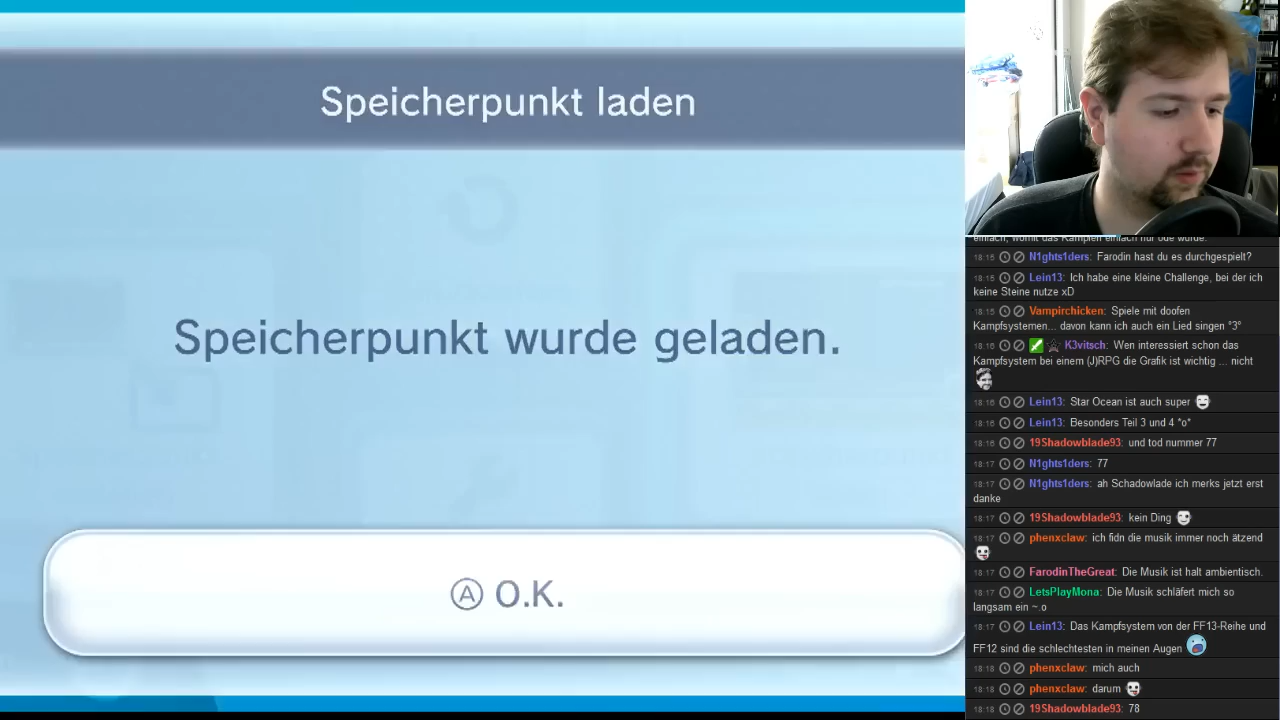 Speicherpunkt laden
Speicherpunkt wurde geladen.
A O.K.
einfach, womit das Kämpfen einfach nur öde wurde.
18:15 N1ghts1ders: Farodin hast du es durchgespielt?
18:15 Lein13: Ich habe eine kleine Challenge, bei der ich
keine Steine nutze xD
18:15 Vampirchicken: Spiele mit doofen
Kampfsystemen... davon kann ich auch ein Lied singen °3°
18:16 K3vitsch: Wen interessiert schon das
Kampfsystem bei einem (J)RPG die Grafik ist wichtig ... nicht
18:16 Lein13: Star Ocean ist auch super
18:16 Lein13: Besonders Teil 3 und 4 *o*
18:16 19Shadowblade93: und tod nummer 77
18:17 N1ghts1ders: 77
18:17 N1ghts1ders: ah Schadowlade ich merks jetzt erst
danke
18:17 19Shadowblade93: kein Ding
18:17 phenxclaw: ich fidn die musik immer noch ätzend
18:17 FarodinTheGreat: Die Musik ist halt ambientisch.
18:17 LetsPlayMona: Die Musik schläfert mich so
langsam ein ~.o
18:17 Lein13: Das Kampfsystem von der FF13-Reihe und
FF12 sind die schlechtesten in meinen Augen
18:18 phenxclaw: mich auch
18:18 phenxclaw: darum
18:18 19Shadowblade93: 78